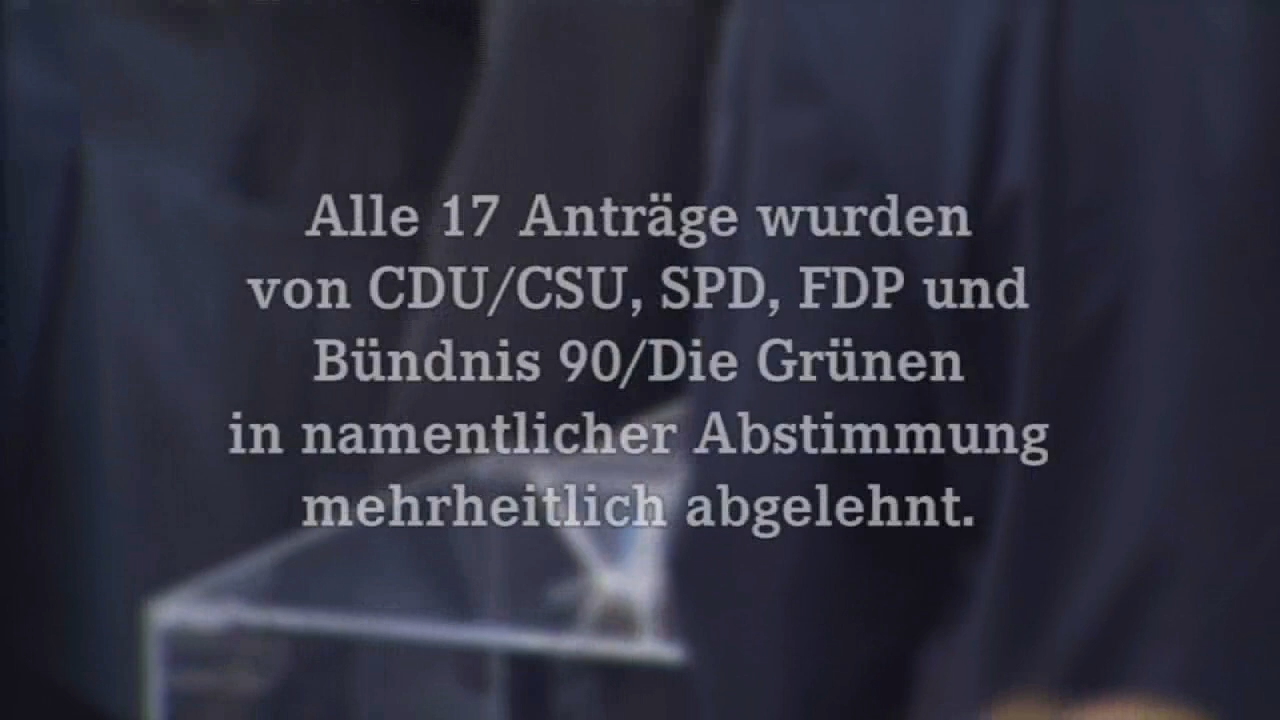 Alle 17 Anträge wurden
von CDU/CSU, SPD, FDP und
Bündnis 90/Die Grünen
in namentlicher Abstimmung
mehrheitlich abgelehnt.